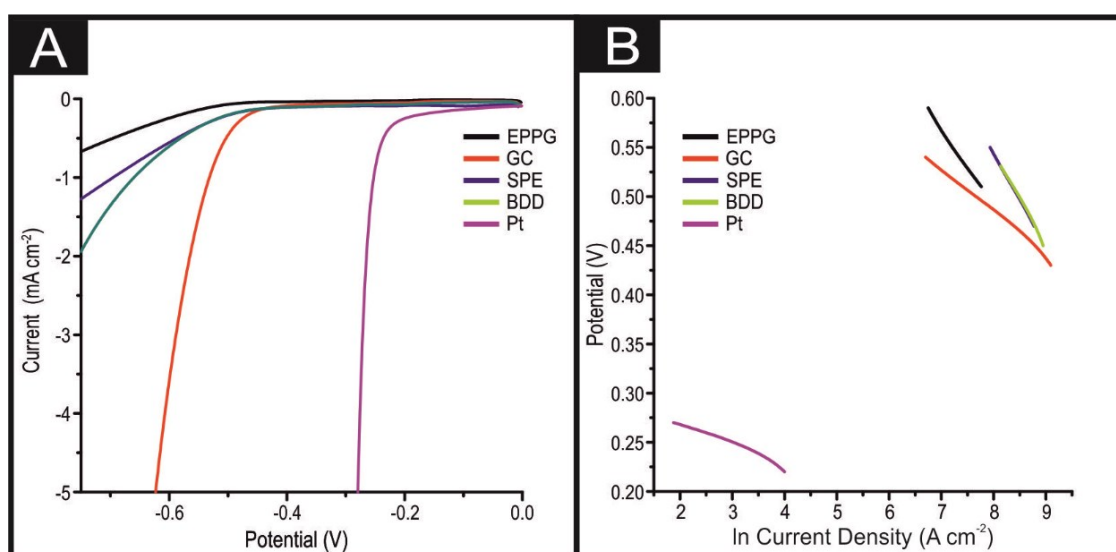 A
0
-1
-2
-3
-4
-5
Current (mA cm⁻²)
-0.6
-0.4
-0.2
0.0
Potential (V)
EPPG
GC
SPE
BDD
Pt
B
0.60
0.55
0.50
0.45
0.40
0.35
0.30
0.25
0.20
Potential (V)
2
3
4
5
6
7
8
9
ln Current Density (A cm⁻²)
EPPG
GC
SPE
BDD
Pt